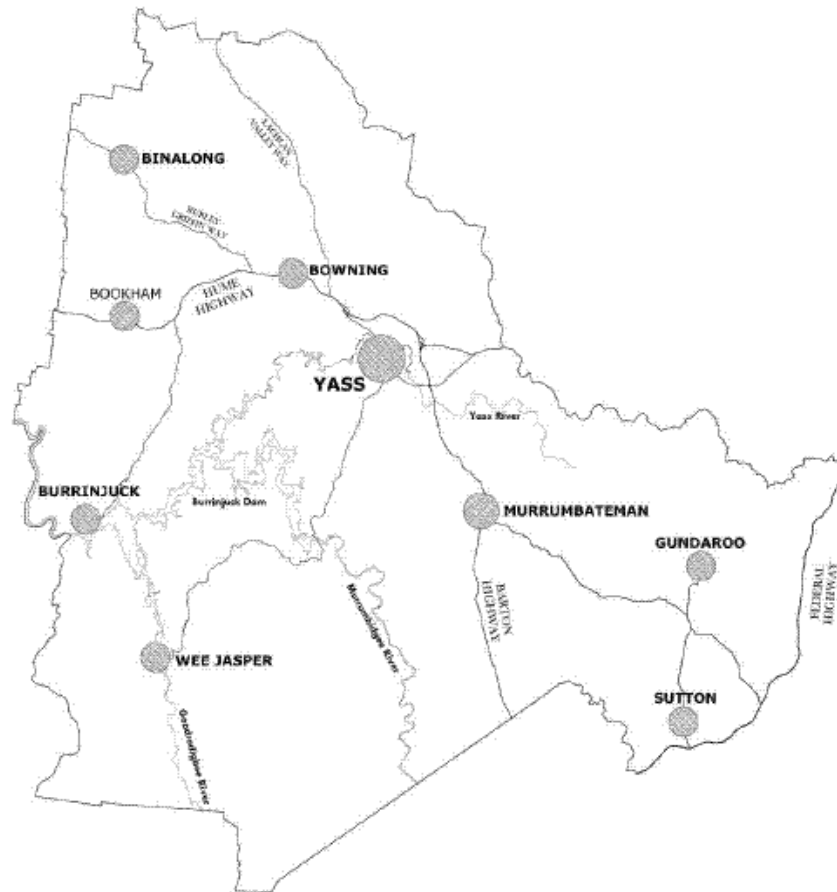 LACHLAN
VALLEY WAY
BINALONG
BURLEY
GRIFFIN WAY
BOWNING
BOOKHAM
HUME
HIGHWAY
YASS
Yass River
BURRINJUCK
Burrinjuck Dam
MURRUMBATEMAN
GUNDAROO
FEDERAL
HIGHWAY
BARTON
HIGHWAY
Murrumbidgee River
WEE JASPER
SUTTON
Goodradigbee River